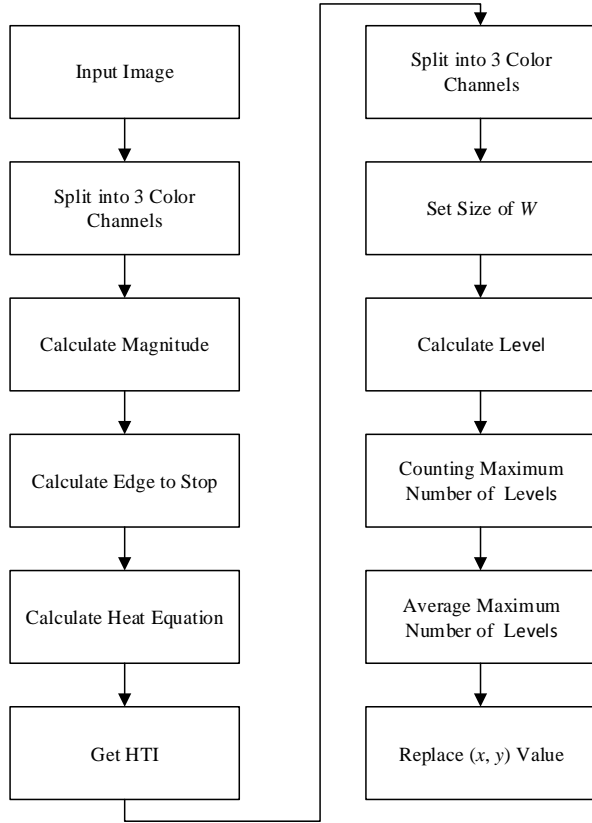 Input Image
Split into 3 Color
Channels
Calculate Magnitude
Calculate Edge to Stop
Calculate Heat Equation
Get HTI
Split into 3 Color
Channels
Set Size of W
Calculate Level
Counting Maximum
Number of Levels
Average Maximum
Number of Levels
Replace (x, y) Value